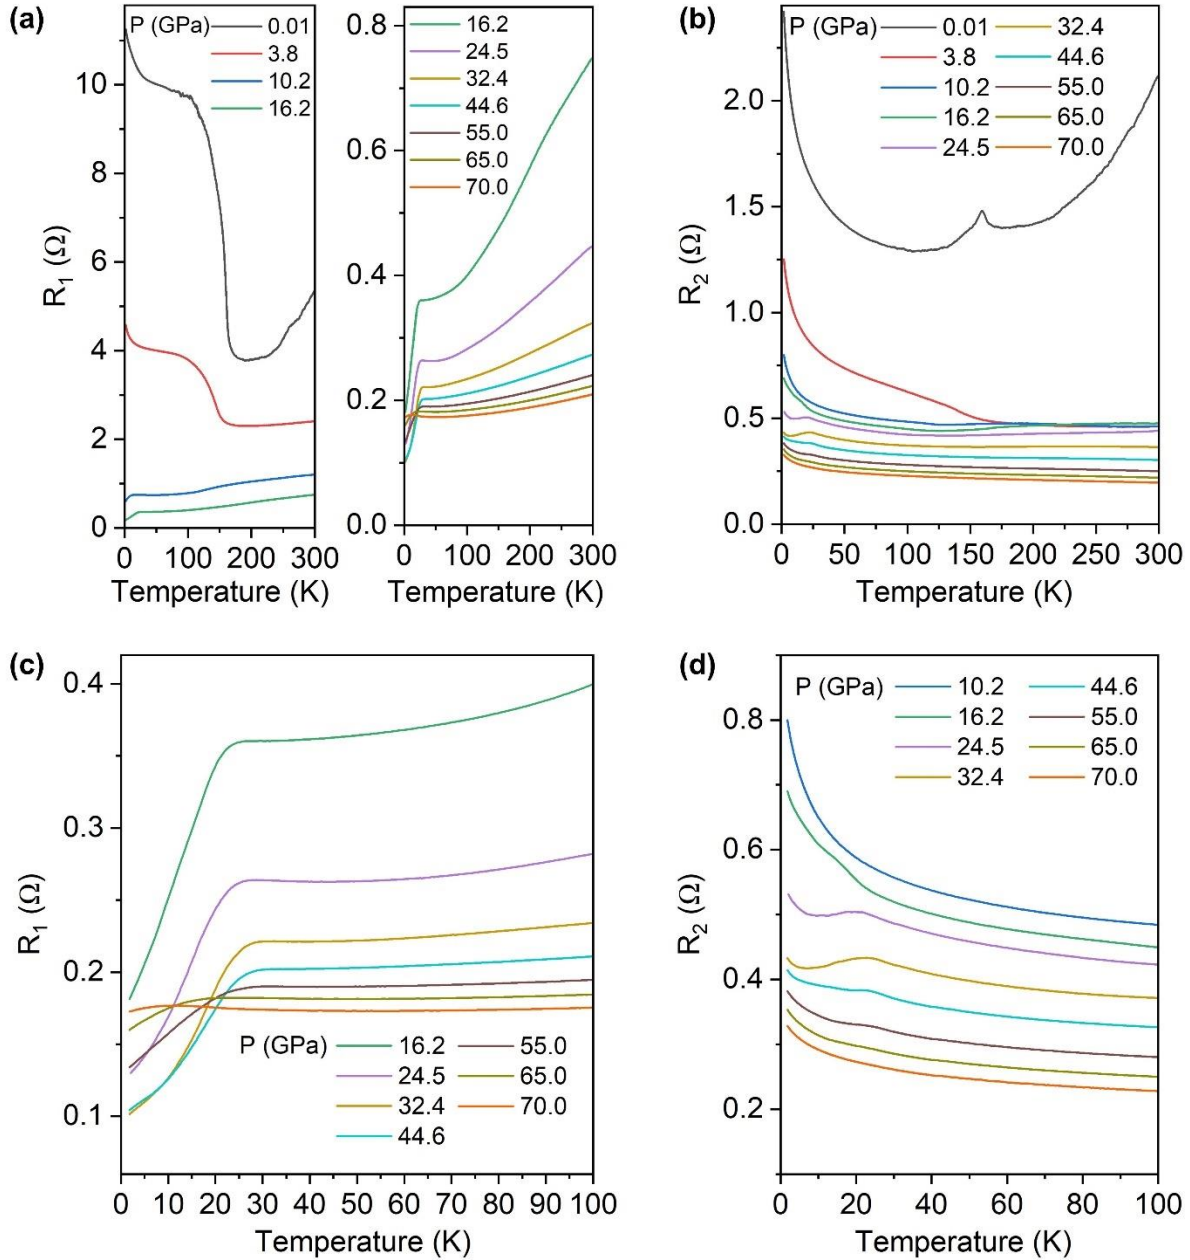 (a)
P (GPa)
0.01
3.8
10.2
16.2
10
8
6
4
2
0
R1 (Ω)
0 100 200 300
Temperature (K)
0.8
0.6
0.4
0.2
0.0
16.2
24.5
32.4
44.6
55.0
65.0
70.0
0 100 200 300
Temperature (K)
(b)
P (GPa)
0.01
3.8
10.2
16.2
24.5
32.4
44.6
55.0
65.0
70.0
2.0
1.5
1.0
0.5
0.0
R2 (Ω)
0 50 100 150 200 250 300
Temperature (K)
(c)
0.4
0.3
0.2
0.1
R1 (Ω)
P (GPa)
16.2
24.5
32.4
44.6
55.0
65.0
70.0
0 10 20 30 40 50 60 70 80 90 100
Temperature (K)
(d)
P (GPa)
10.2
16.2
24.5
32.4
44.6
55.0
65.0
70.0
0.8
0.6
0.4
0.2
R2 (Ω)
0 20 40 60 80 100
Temperature (K)